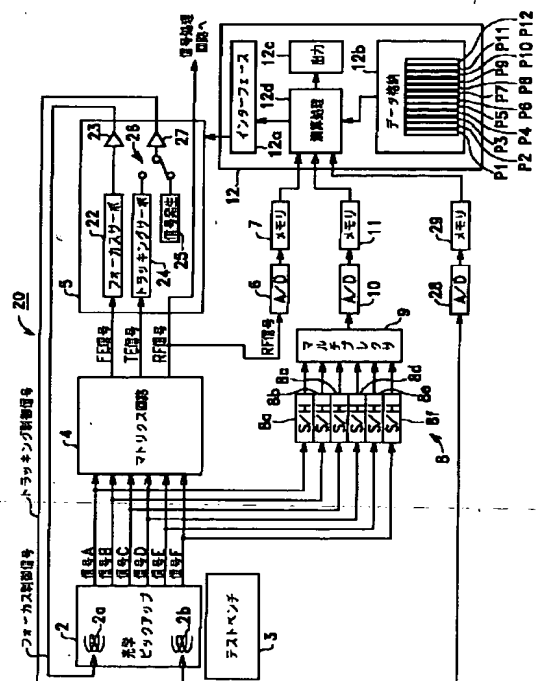 20
フォーカス制御信号
トラッキング制御信号
信号処理
回路へ
2
2a
光学
ピックアップ
2b
テストベンチ
3
信号A
信号B
信号C
信号D
信号E
信号F
4
マトリクス回路
FE信号
TE信号
RF信号
5
22
フォーカスサーボ
23
24
トラッキングサーボ
26
27
信号発生
25
RF信号
6
A/D
7
メモリ
8
8a
8b
8c
8d
8e
8f
S/H
S/H
S/H
S/H
S/H
S/H
9
マルチプレクサ
10
A/D
11
メモリ
28
A/D
29
メモリ
12
12a
インターフェース
12d
演算処理
12c
出力
12b
データ格納
P1
P2
P3
P4
P5
P6
P7
P8
P9
P10
P11
P12